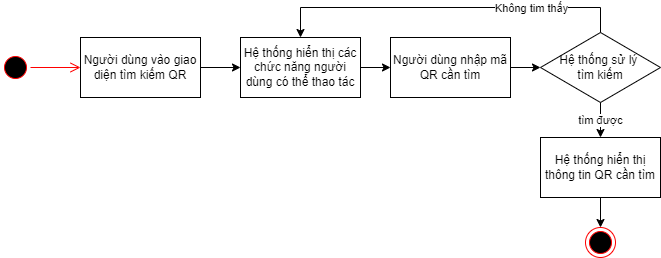 Không tim thấy
Người dùng vào giao
diện tìm kiếm QR
Hệ thống hiển thị các
chức năng người
dùng có thể thao tác
Người dùng nhập mã
QR cần tìm
Hệ thống sử lý
tìm kiếm
tìm được
Hệ thống hiển thị
thông tin QR cần tìm